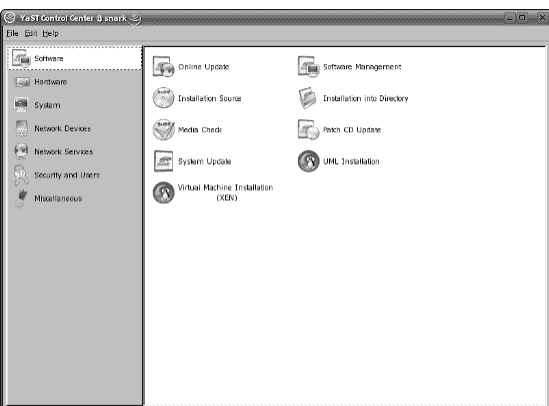 YaST Control Center @ snark
File Edit Help
Software
Hardware
System
Network Devices
Network Services
Security and Users
Miscellaneous
Online Update
Software Management
Installation Source
Installation into Directory
Media Check
Patch CD Update
System Update
UML Installation
Virtual Machine Installation
(XEN)